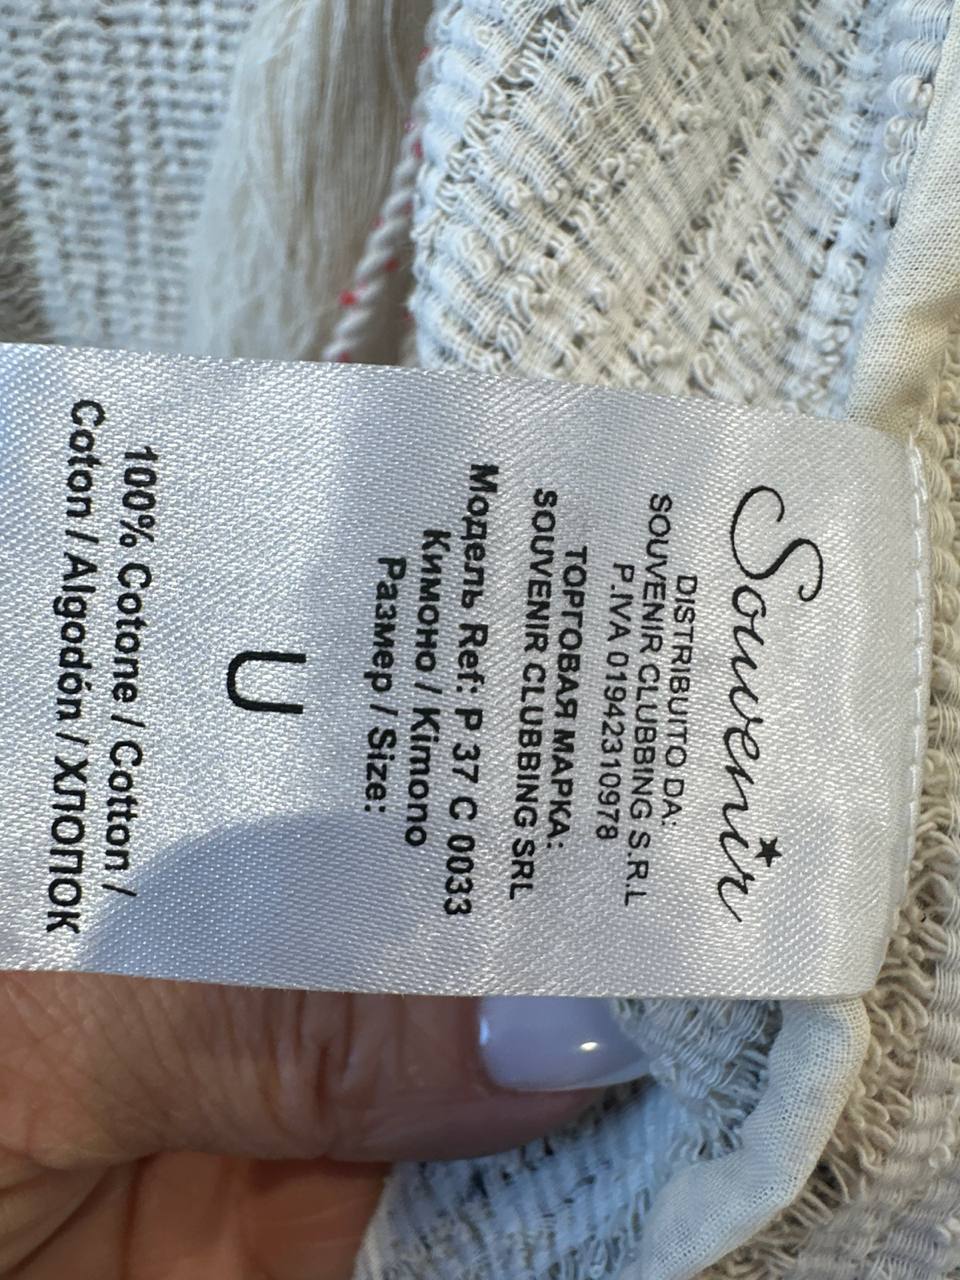 Souvenir
DISTRIBUITO DA:
SOUVENIR CLUBBING S.R.L
P.IVA 01942310978
ТОРГОВАЯ МАРКА:
SOUVENIR CLUBBING SRL
Модель Ref: P 37 C 0033
Кимоно / Kimono
Размер / Size:
U
100% Cotone / Cotton /
Coton / Algodón / ХЛОПОК